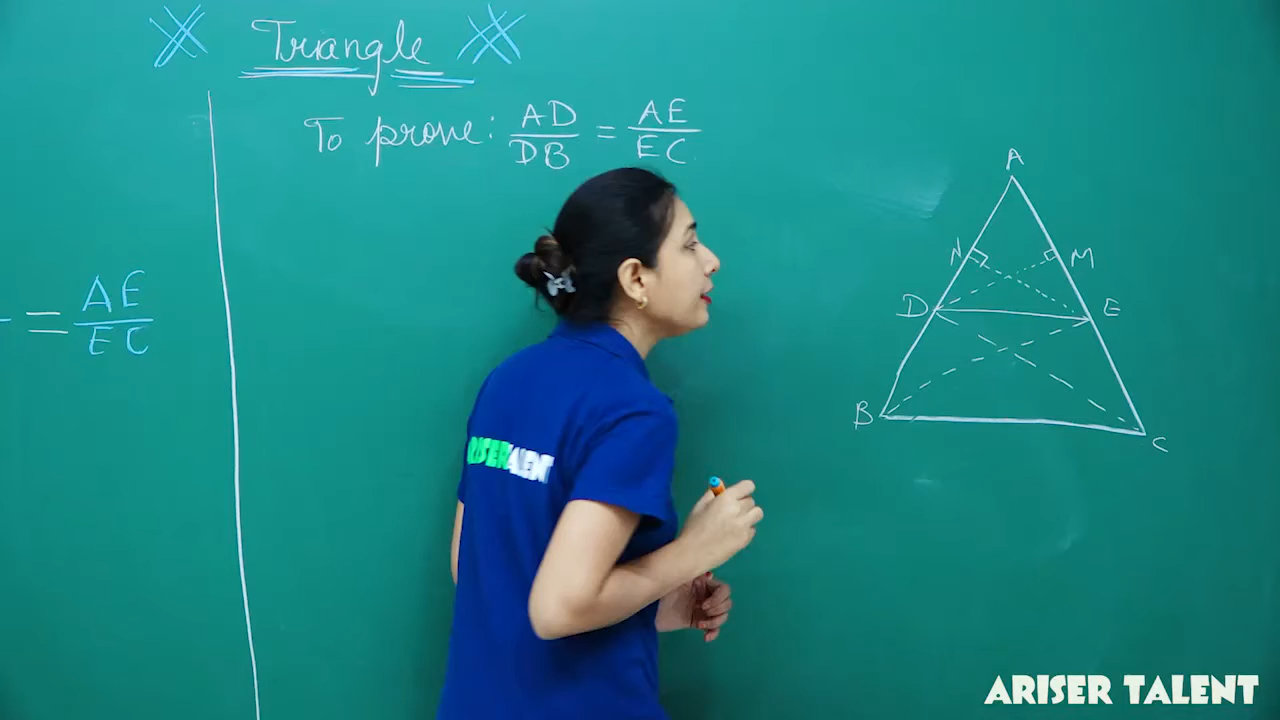 Triangle
To prove: AD/DB = AE/EC
= AE/EC
A
N M
D E
B C
ARISER TALENT
ARISER TALENT